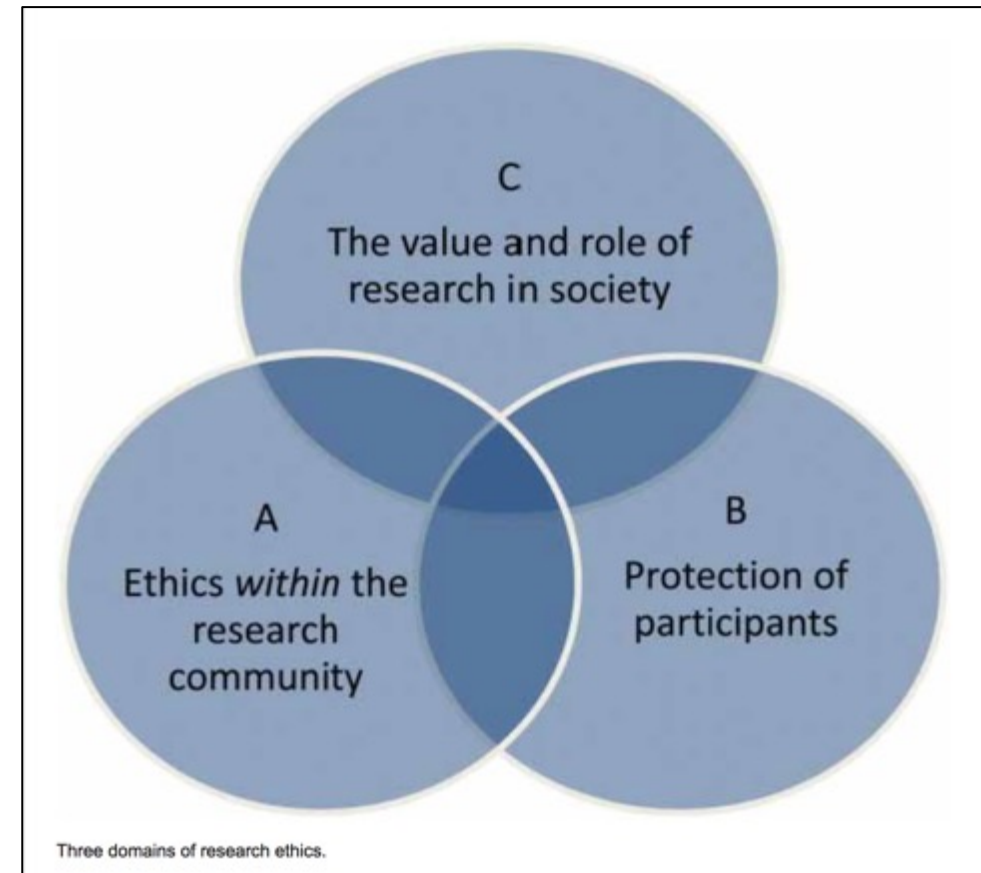 C
The value and role of
research in society
A
Ethics within the
research
community
B
Protection of
participants
Three domains of research ethics.